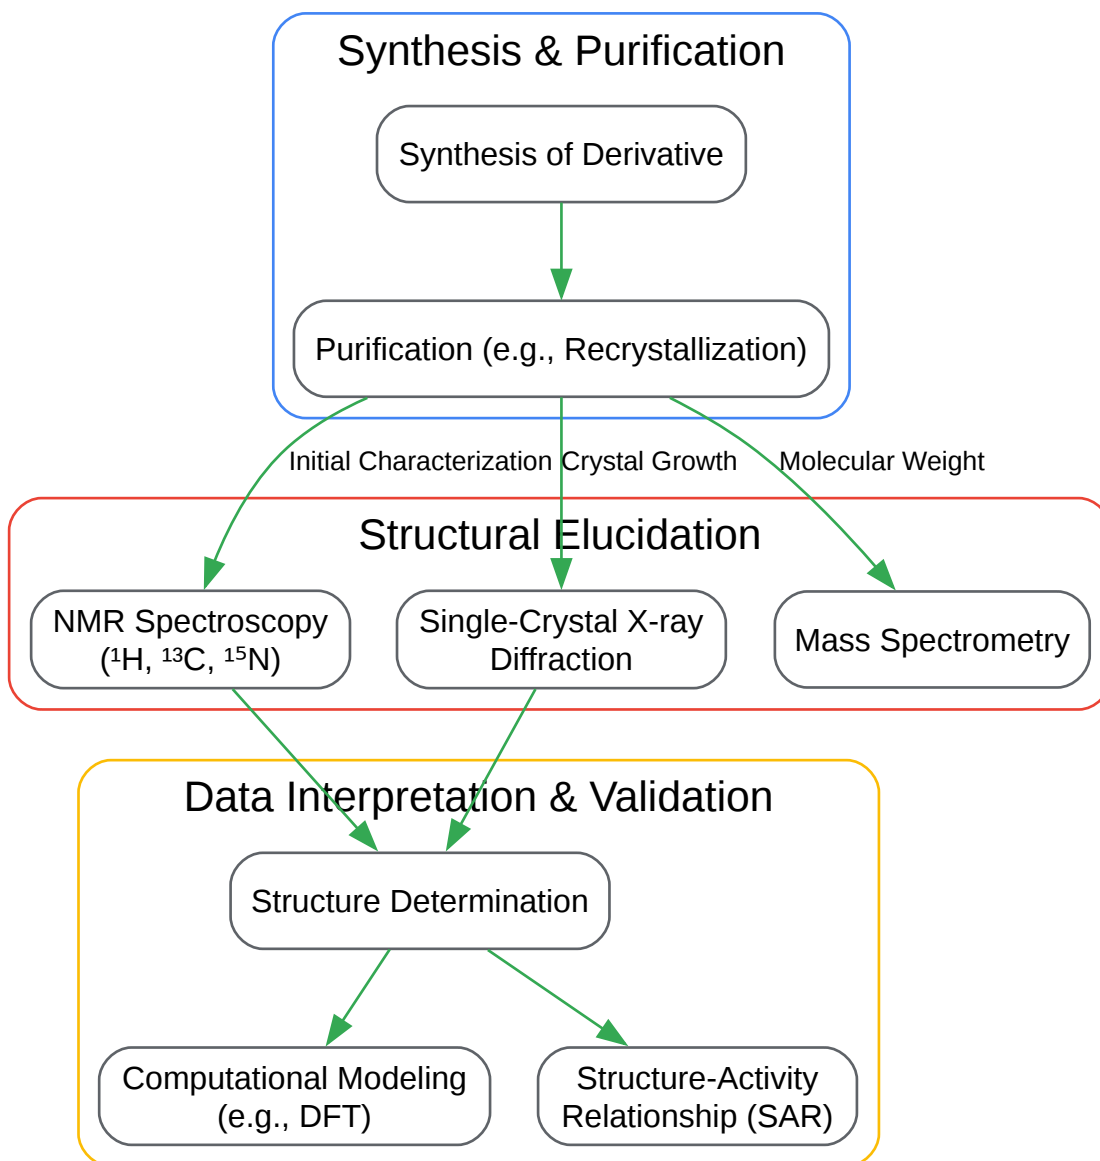 Synthesis & Purification
Synthesis of Derivative
Purification (e.g., Recrystallization)
Initial Characterization
Crystal Growth
Molecular Weight
Structural Elucidation
NMR Spectroscopy
(¹H, ¹³C, ¹⁵N)
Single-Crystal X-ray
Diffraction
Mass Spectrometry
Data Interpretation & Validation
Structure Determination
Computational Modeling
(e.g., DFT)
Structure-Activity
Relationship (SAR)